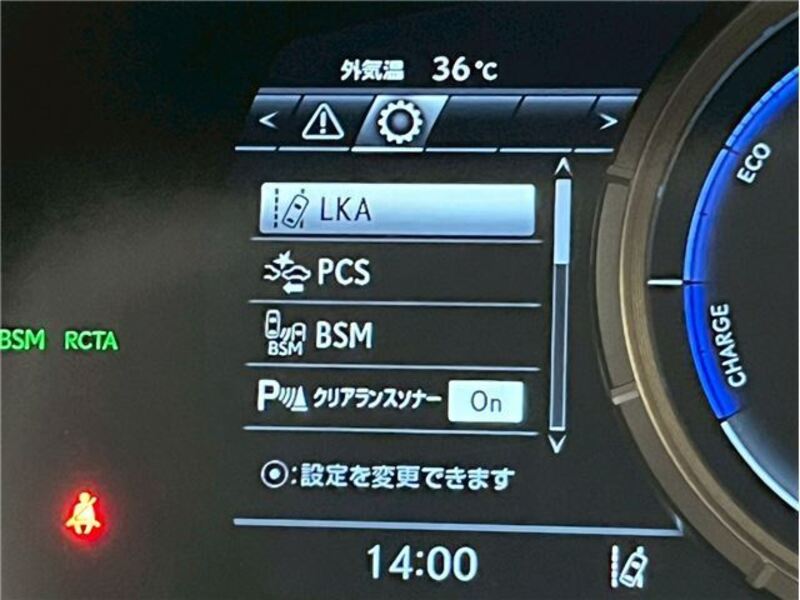 外気温 36℃
< >
LKA
PCS
BSM BSM
P クリアランスソナー On
◉:設定を変更できます
14:00
BSM RCTA
ECO
CHARGE